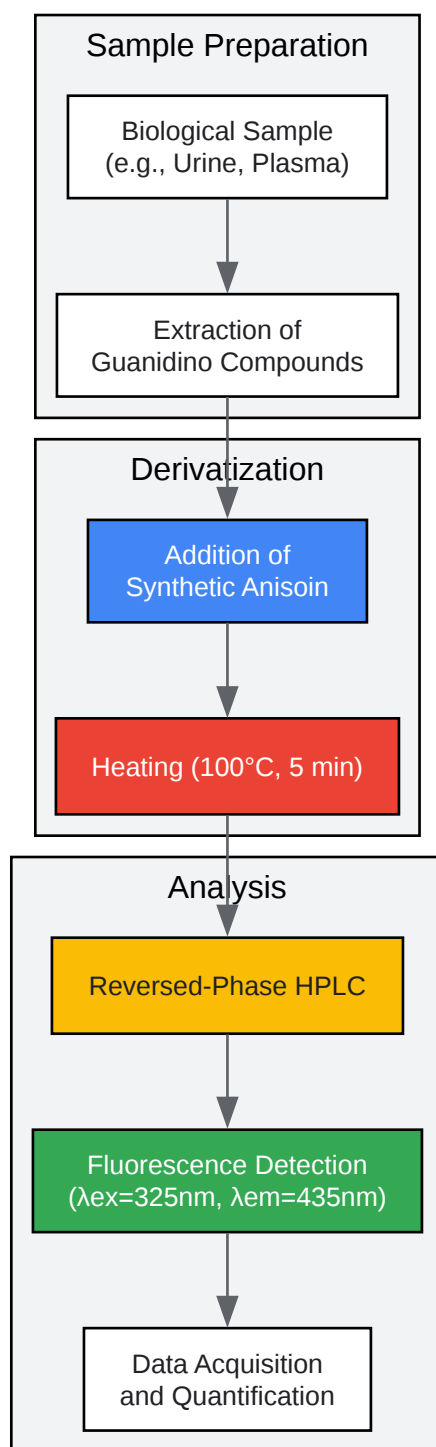 Sample Preparation
Biological Sample
(e.g., Urine, Plasma)
Extraction of
Guanidino Compounds
Derivatization
Addition of
Synthetic Anisoin
Heating (100°C, 5 min)
Analysis
Reversed-Phase HPLC
Fluorescence Detection
(λex=325nm, λem=435nm)
Data Acquisition
and Quantification